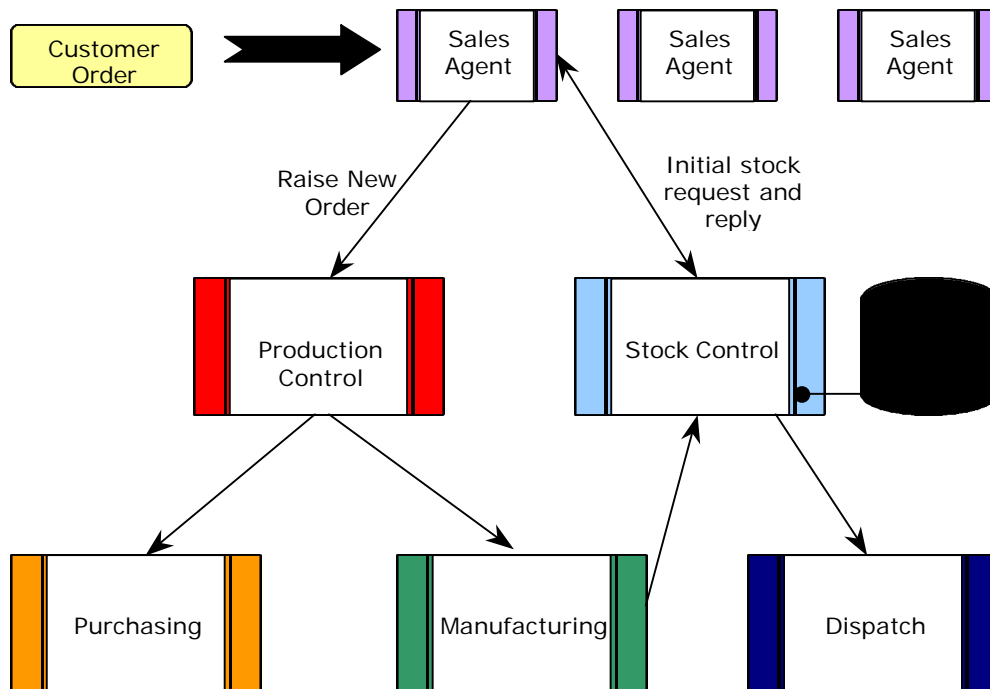 Customer
Order
Sales
Agent
Sales
Agent
Sales
Agent
Raise New
Order
Initial stock
request and
reply
Production
Control
Stock Control
Purchasing
Manufacturing
Dispatch